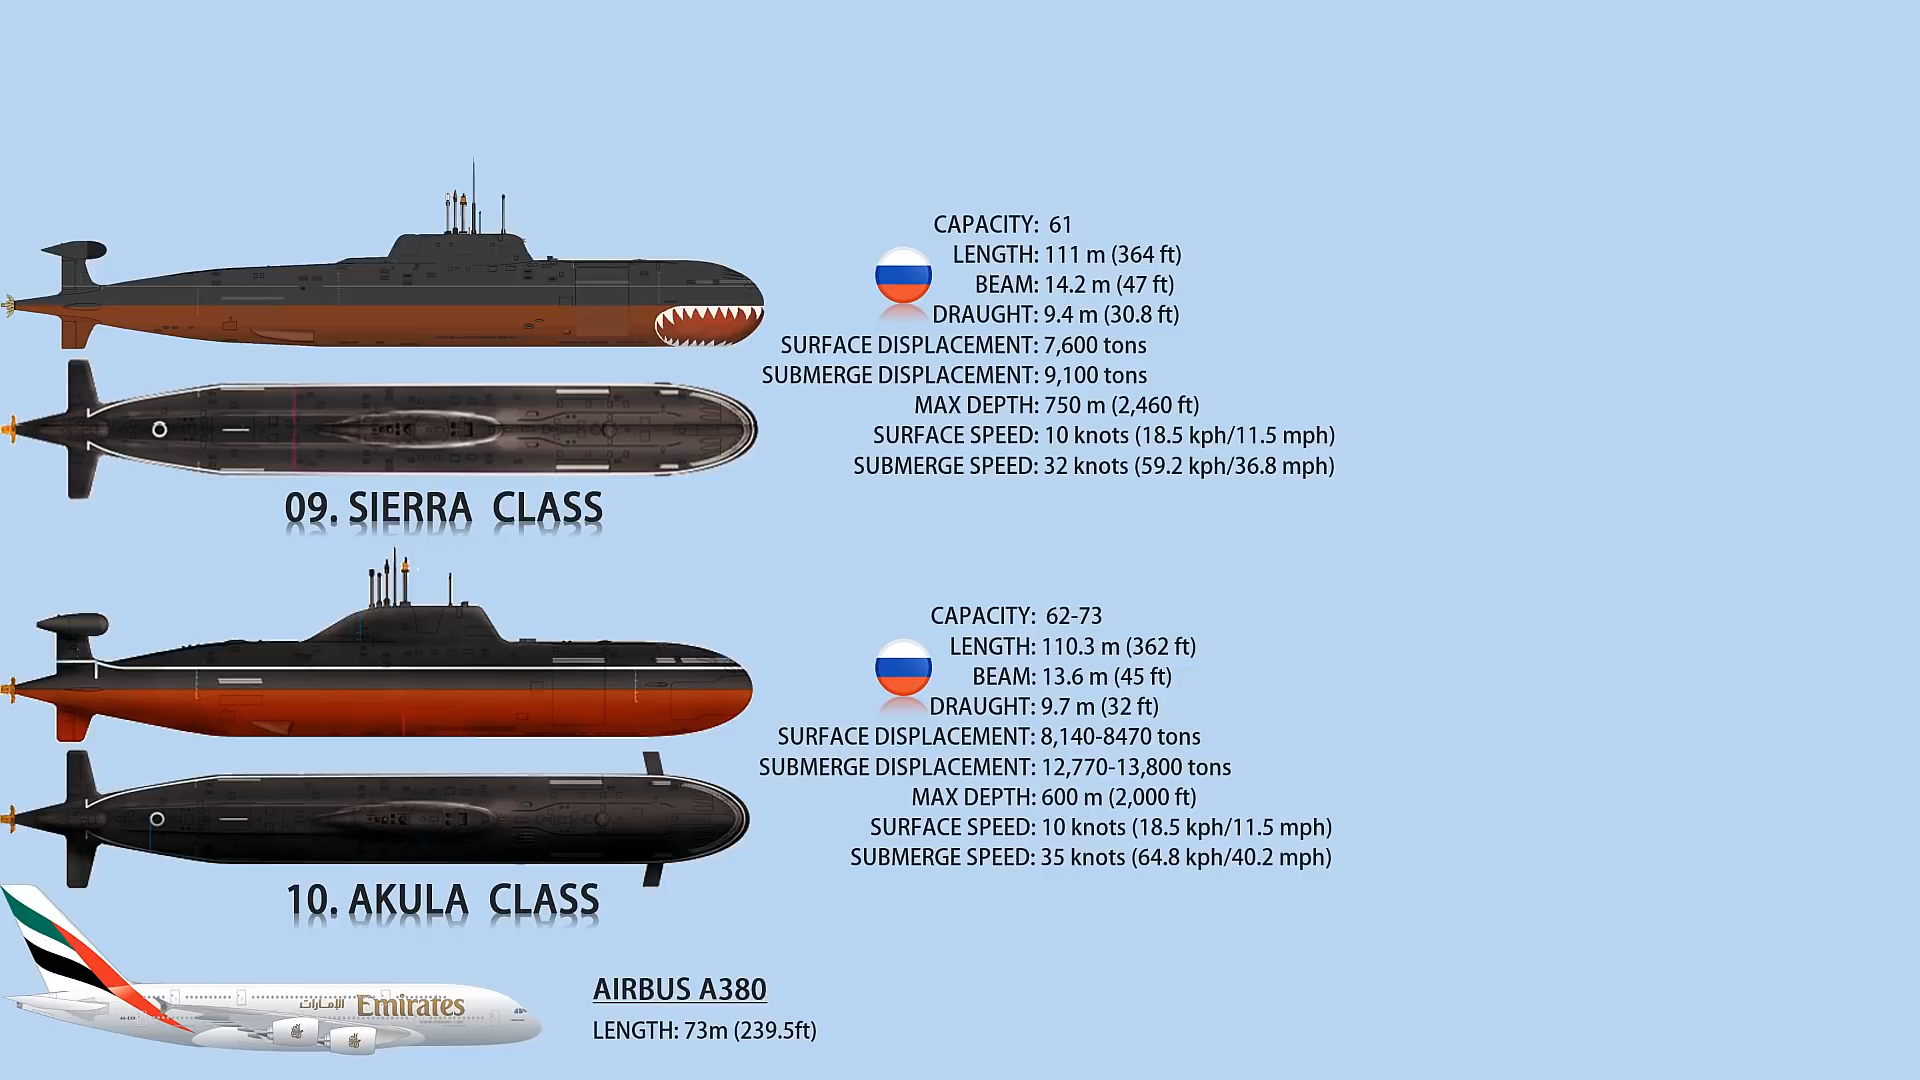 CAPACITY: 61
LENGTH: 111 m (364 ft)
BEAM: 14.2 m (47 ft)
DRAUGHT: 9.4 m (30.8 ft)
SURFACE DISPLACEMENT: 7,600 tons
SUBMERGE DISPLACEMENT: 9,100 tons
MAX DEPTH: 750 m (2,460 ft)
SURFACE SPEED: 10 knots (18.5 kph/11.5 mph)
SUBMERGE SPEED: 32 knots (59.2 kph/36.8 mph)
09. SIERRA CLASS
CAPACITY: 62-73
LENGTH: 110.3 m (362 ft)
BEAM: 13.6 m (45 ft)
DRAUGHT: 9.7 m (32 ft)
SURFACE DISPLACEMENT: 8,140-8470 tons
SUBMERGE DISPLACEMENT: 12,770-13,800 tons
MAX DEPTH: 600 m (2,000 ft)
SURFACE SPEED: 10 knots (18.5 kph/11.5 mph)
SUBMERGE SPEED: 35 knots (64.8 kph/40.2 mph)
10. AKULA CLASS
الإمارات Emirates
AIRBUS A380
LENGTH: 73m (239.5ft)